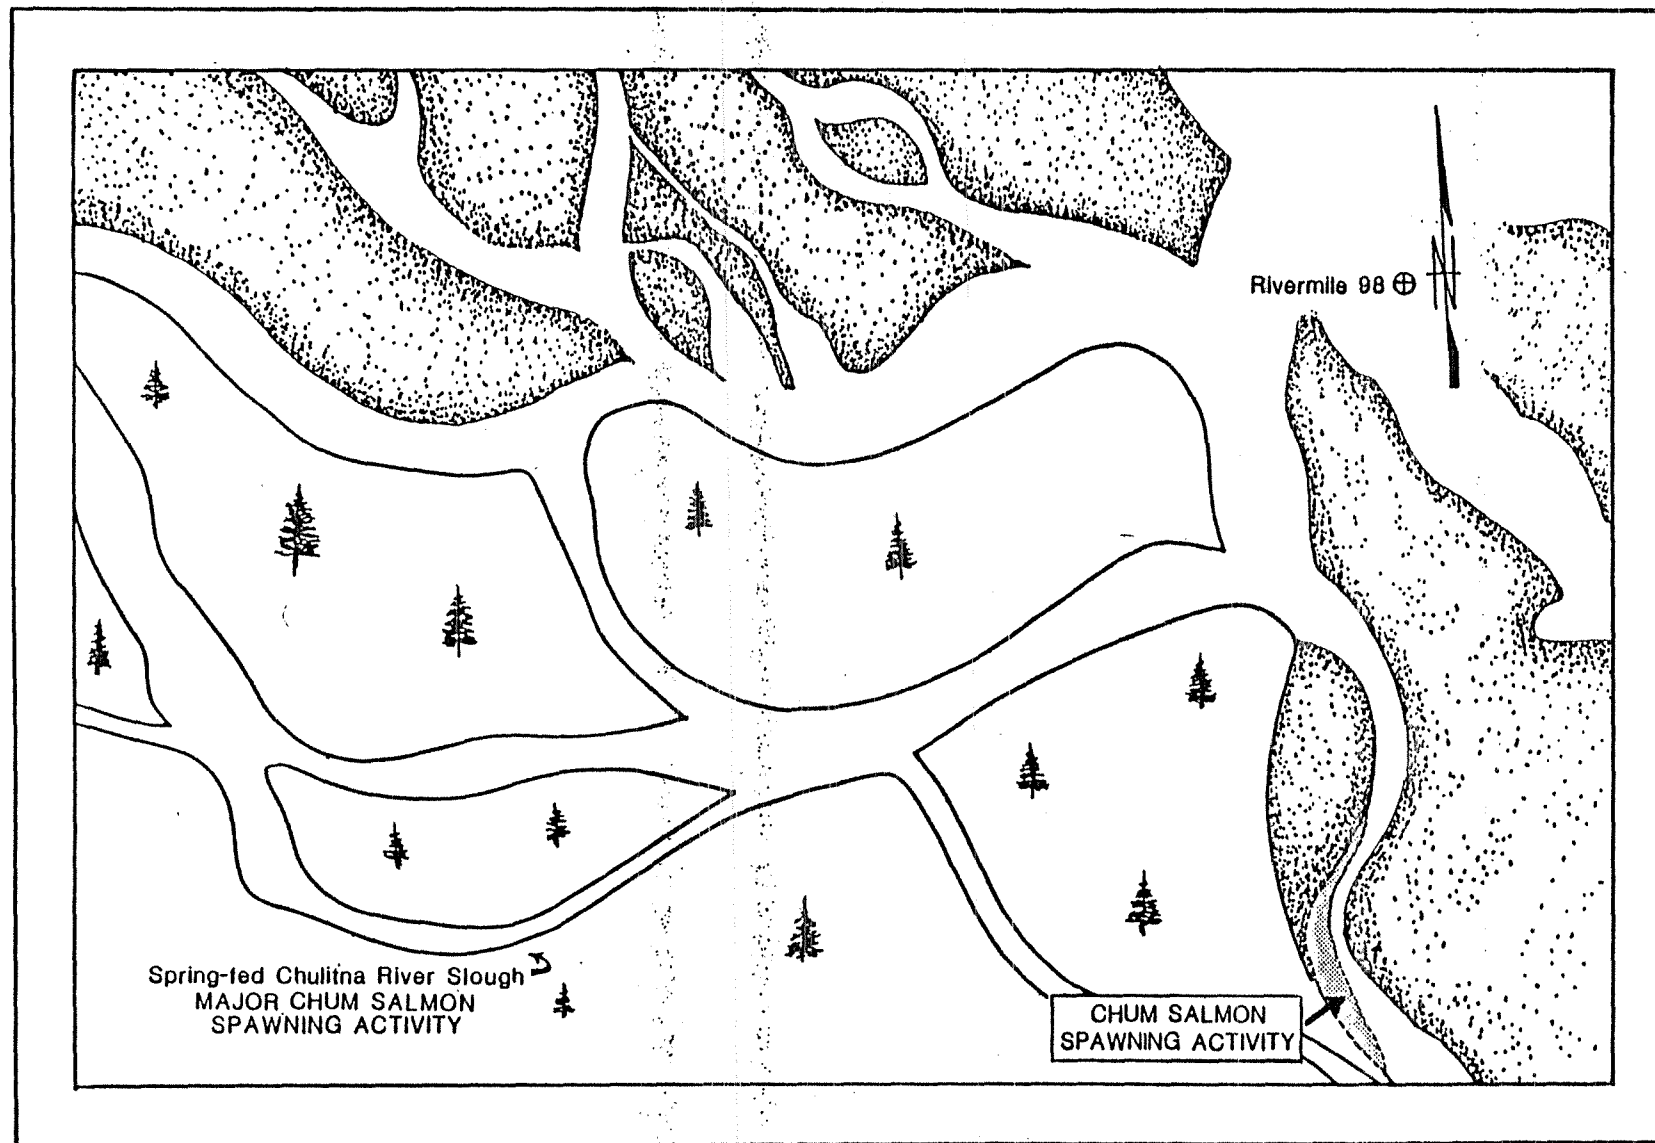 Rivermile 98
Spring-fed Chulitna River Slough
MAJOR CHUM SALMON
SPAWNING ACTIVITY
CHUM SALMON
SPAWNING ACTIVITY